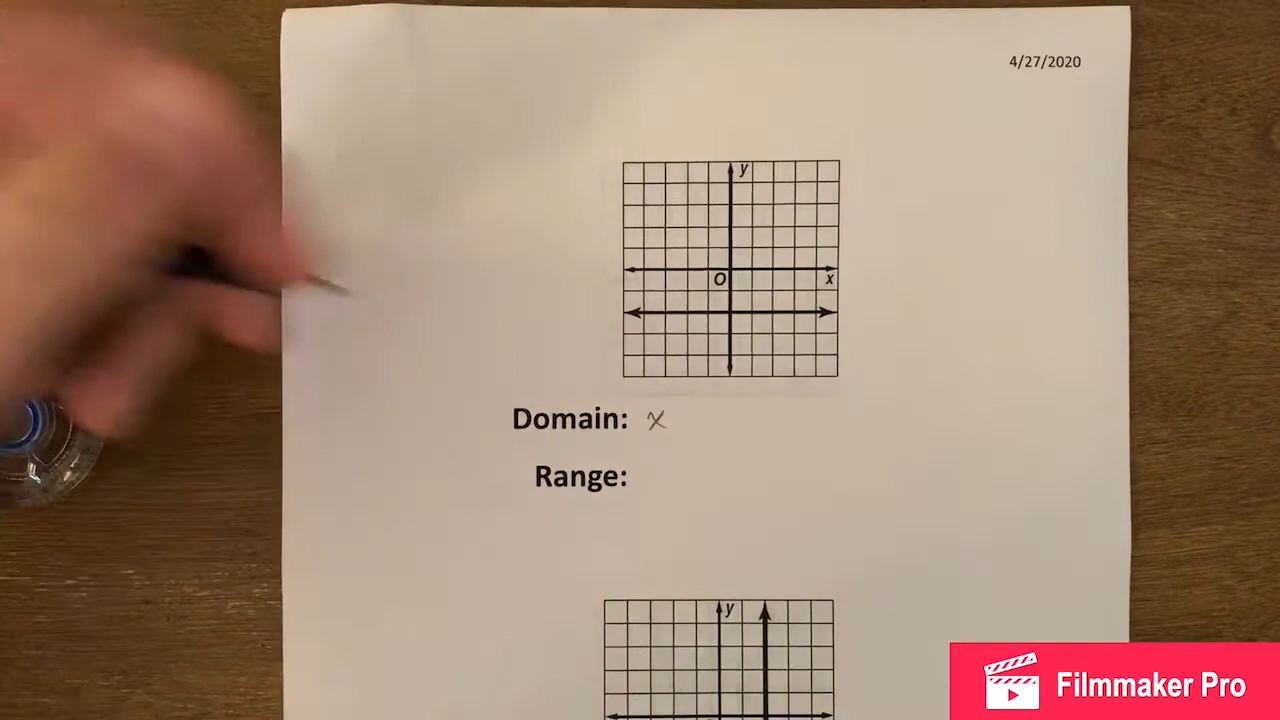 4/27/2020
y
O
x
Domain: x
Range:
y
Filmmaker Pro